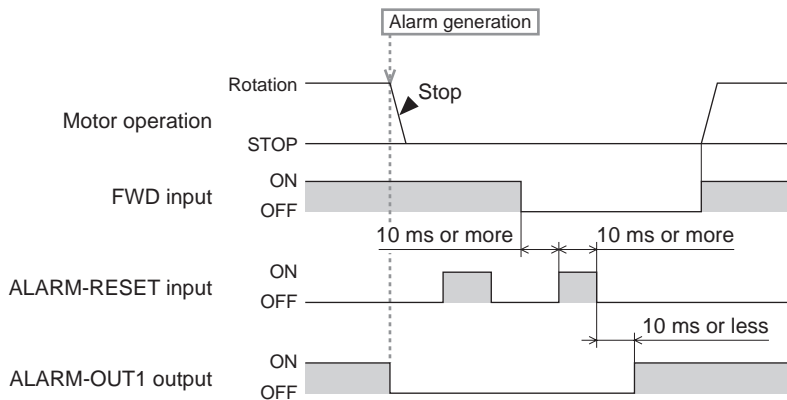 Alarm generation
Rotation
Stop
Motor operation
STOP
ON
FWD input
OFF
10 ms or more
10 ms or more
ON
ALARM-RESET input
OFF
10 ms or less
ON
ALARM-OUT1 output
OFF